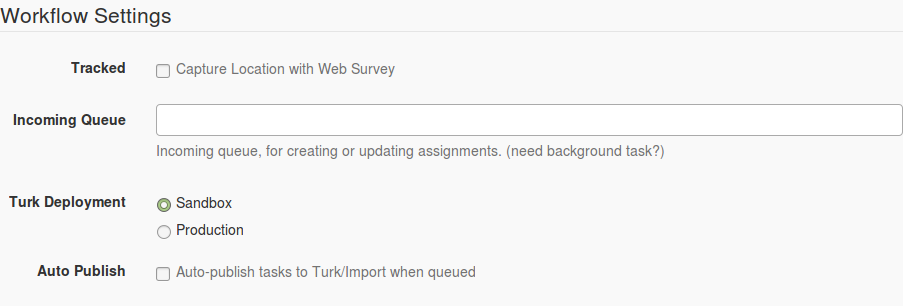 Workflow Settings
Tracked Capture Location with Web Survey
Incoming Queue
Incoming queue, for creating or updating assignments. (need background task?)
Turk Deployment Sandbox
Production
Auto Publish Auto-publish tasks to Turk/Import when queued